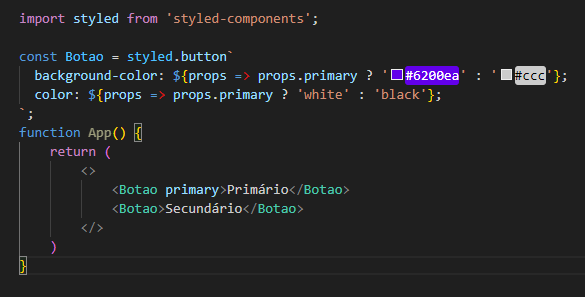 import styled from 'styled-components';
const Botao = styled.button`
background-color: ${props => props.primary ? '#6200ea' : '#ccc'};
color: ${props => props.primary ? 'white' : 'black'};
`;
function App() {
return (
<>
<Botao primary>Primário</Botao>
<Botao>Secundário</Botao>
</>
)
}